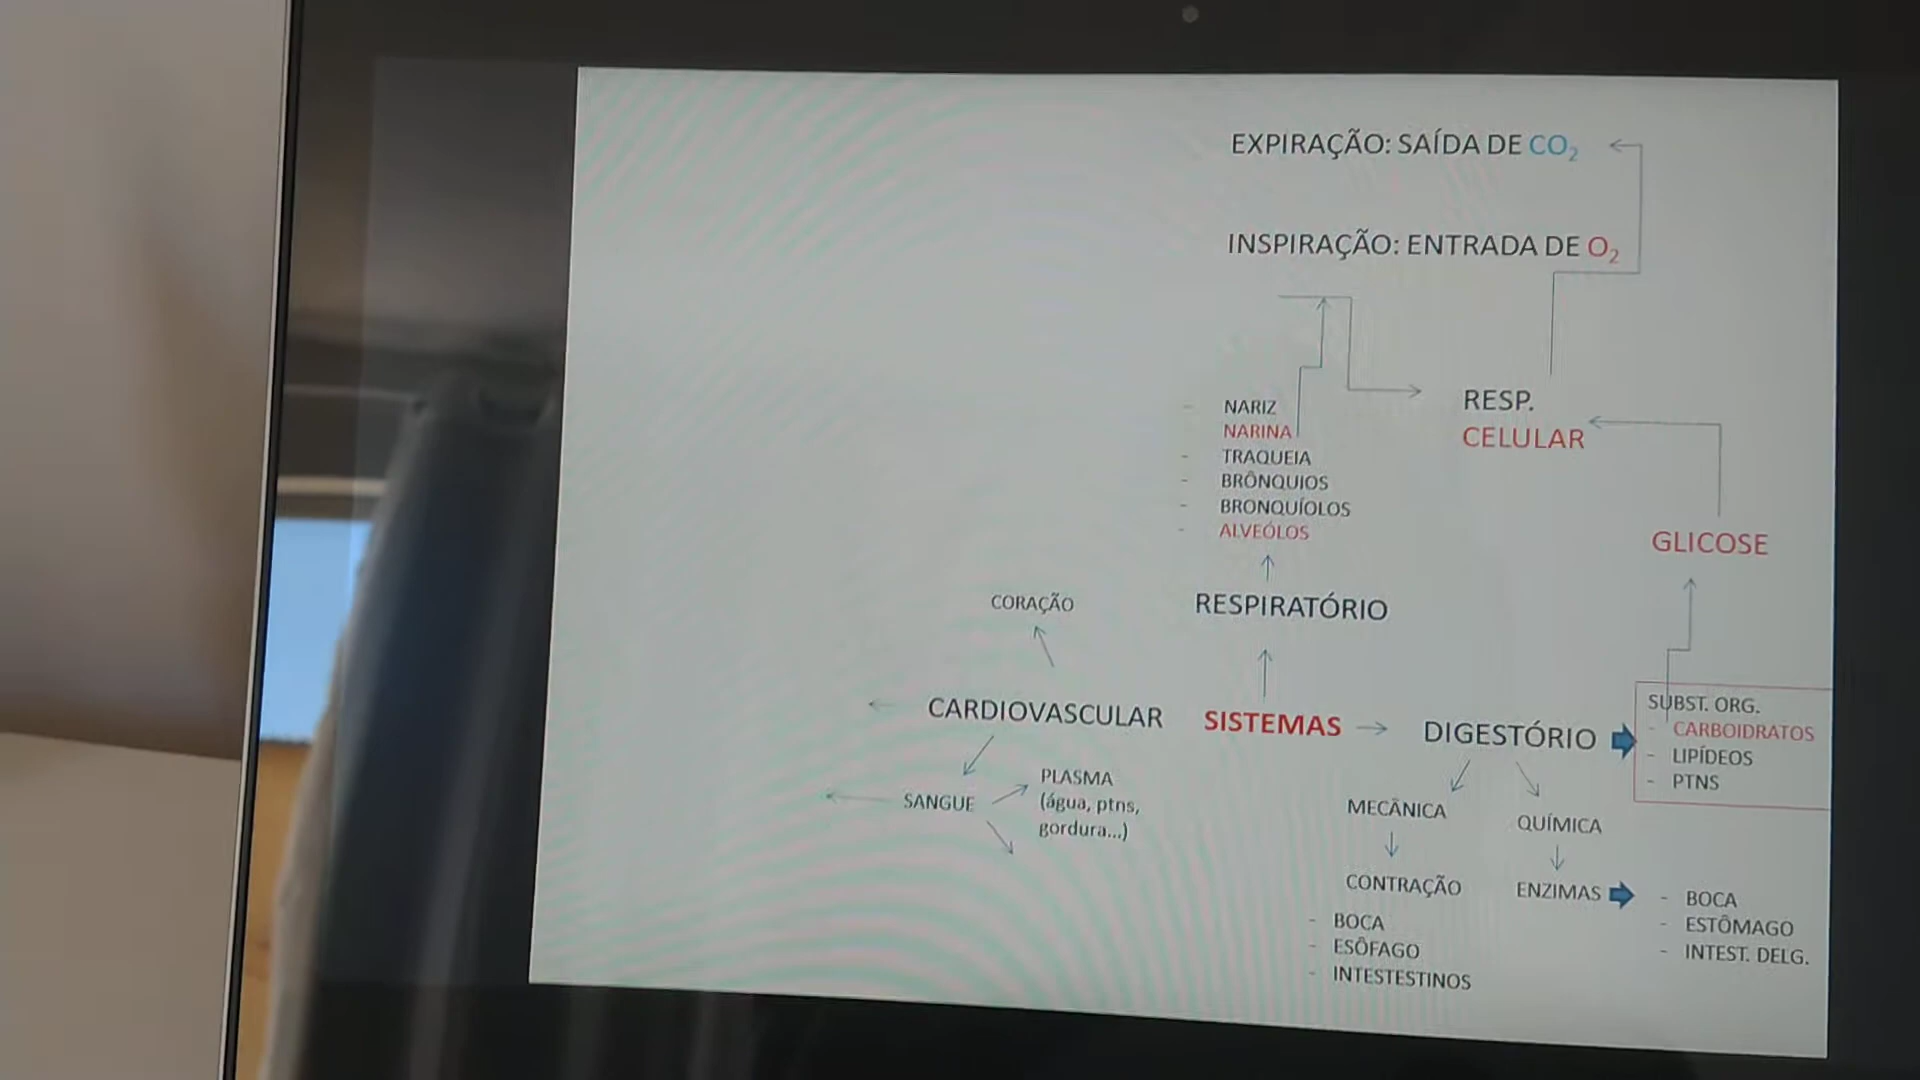 EXPIRAÇÃO: SAÍDA DE CO₂
INSPIRAÇÃO: ENTRADA DE O₂
- NARIZ
NARINA
- TRAQUEIA
- BRÔNQUIOS
- BRONQUÍOLOS
- ALVEÓLOS
RESP.
CELULAR
GLICOSE
CORAÇÃO
RESPIRATÓRIO
CARDIOVASCULAR
SISTEMAS
DIGESTÓRIO
SUBST. ORG.
- CARBOIDRATOS
- LIPÍDEOS
- PTNS
SANGUE
PLASMA
(água, ptns,
gordura...)
MECÂNICA
QUÍMICA
CONTRAÇÃO
- BOCA
- ESÔFAGO
- INTESTESTINOS
ENZIMAS
- BOCA
- ESTÔMAGO
- INTEST. DELG.